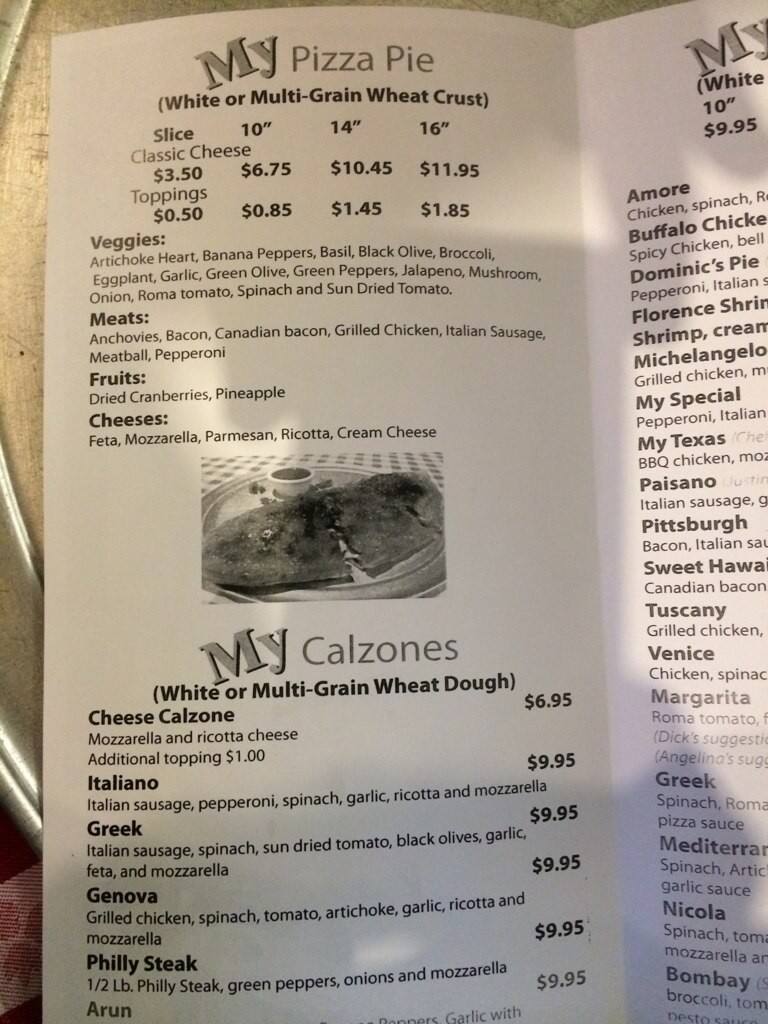 My Pizza Pie
(White or Multi-Grain Wheat Crust)
Slice 10" 14" 16"
Classic Cheese
$3.50 $6.75 $10.45 $11.95
Toppings
$0.50 $0.85 $1.45 $1.85
Veggies:
Artichoke Heart, Banana Peppers, Basil, Black Olive, Broccoli,
Eggplant, Garlic, Green Olive, Green Peppers, Jalapeno, Mushroom,
Onion, Roma tomato, Spinach and Sun Dried Tomato.
Meats:
Anchovies, Bacon, Canadian bacon, Grilled Chicken, Italian Sausage,
Meatball, Pepperoni
Fruits:
Dried Cranberries, Pineapple
Cheeses:
Feta, Mozzarella, Parmesan, Ricotta, Cream Cheese
My Calzones
(White or Multi-Grain Wheat Dough)
Cheese Calzone $6.95
Mozzarella and ricotta cheese
Additional topping $1.00
Italiano $9.95
Italian sausage, pepperoni, spinach, garlic, ricotta and mozzarella
Greek $9.95
Italian sausage, spinach, sun dried tomato, black olives, garlic,
feta, and mozzarella
Genova $9.95
Grilled chicken, spinach, tomato, artichoke, garlic, ricotta and
mozzarella
Philly Steak $9.95
1/2 Lb. Philly Steak, green peppers, onions and mozzarella
Arun $9.95
Peppers, Garlic with
My
(White
10"
$9.95
Amore
Chicken, spinach,
Buffalo
Spicy Chicken, bell
Dominic's Pie
Pepperoni, Italian
Florence
Shrimp,
Michelangelo
Grilled chicken,
My Special
Pepperoni, Italian
My Texas
BBQ chicken,
Paisano
Italian sausage,
Pittsburgh
Bacon, Italian
Sweet
Canadian bacon
Tuscany
Grilled chicken,
Venice
Chicken,
Margarita
Roma tomato,
(Dick's
(Angelina's
Greek
Spinach, Roma
pizza sauce
Spinach,
garlic sauce
Nicola
Spinach,
mozzarella
Bombay
broccoli,
pesto sauce